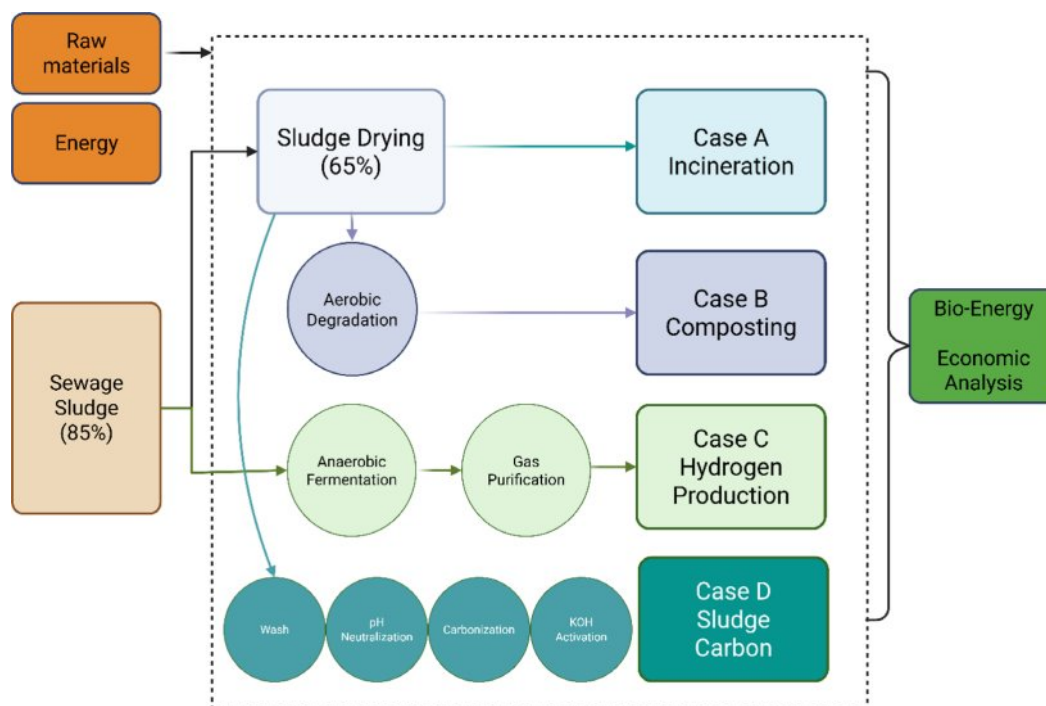 Raw
materials
Energy
Sewage
Sludge
(85%)
Sludge Drying
(65%)
Case A
Incineration
Aerobic
Degradation
Case B
Composting
Anaerobic
Fermentation
Gas
Purification
Case C
Hydrogen
Production
Wash
pH
Neutralization
Carbonization
KOH
Activation
Case D
Sludge
Carbon
Bio-Energy
Economic
Analysis